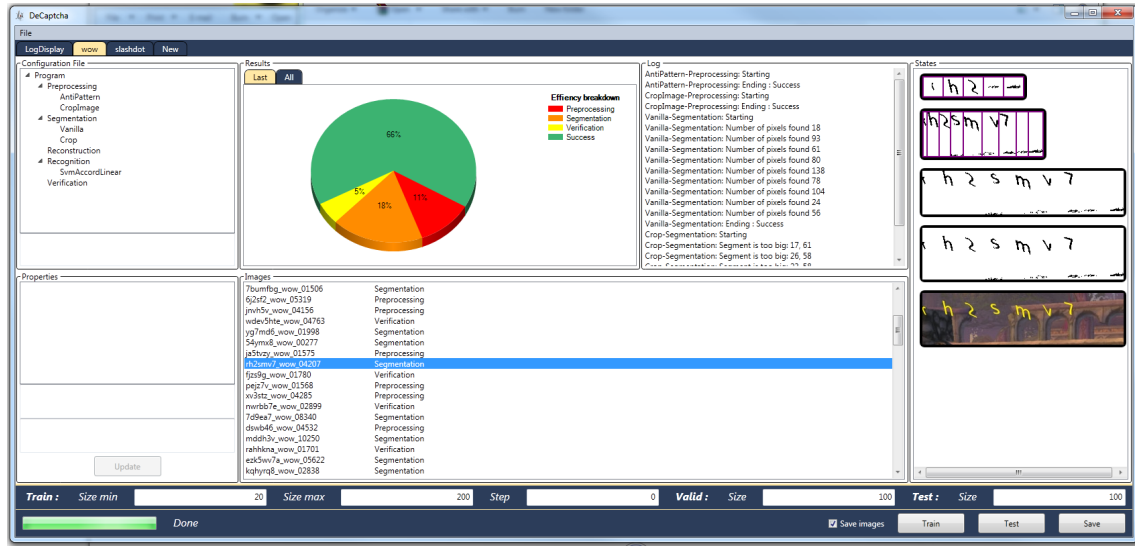 DeCaptcha
File
LogDisplay wow slashdot New
Configuration File
Program
Preprocessing
AntiPattern
CropImage
Segmentation
Vanilla
Crop
Reconstruction
Recognition
SvmAccordLinear
Verification
Results
Last All
Effiency breakdown
Preprocessing
Segmentation
Verification
Success
66%
5%
18%
11%
Log
AntiPattern-Preprocessing: Starting
AntiPattern-Preprocessing: Ending : Success
CropImage-Preprocessing: Starting
CropImage-Preprocessing: Ending : Success
Vanilla-Segmentation: Starting
Vanilla-Segmentation: Number of pixels found 18
Vanilla-Segmentation: Number of pixels found 93
Vanilla-Segmentation: Number of pixels found 61
Vanilla-Segmentation: Number of pixels found 80
Vanilla-Segmentation: Number of pixels found 138
Vanilla-Segmentation: Number of pixels found 78
Vanilla-Segmentation: Number of pixels found 104
Vanilla-Segmentation: Number of pixels found 24
Vanilla-Segmentation: Number of pixels found 56
Vanilla-Segmentation: Ending : Success
Crop-Segmentation: Starting
Crop-Segmentation: Segment is too big: 17, 61
Crop-Segmentation: Segment is too big: 26, 58
States
r h 2
r h 2 s m v 7
r h 2 s m v 7
r h 2 s m v 7
r h 2 s m v 7
Properties
Update
Images
7bumfbg_wow_01506 Segmentation
6j2sf2_wow_05319 Preprocessing
jnvh5v_wow_04156 Preprocessing
wdev5hte_wow_04763 Verification
yg7md6_wow_01998 Segmentation
54ymx8_wow_00277 Segmentation
ja5tvzy_wow_01575 Preprocessing
rh2smv7_wow_04207 Segmentation
fjzs9g_wow_01780 Verification
pejz7v_wow_01568 Preprocessing
xv3stz_wow_04285 Preprocessing
nwrbb7e_wow_02899 Verification
7d9ea7_wow_08340 Segmentation
dswb46_wow_04532 Preprocessing
mddh3v_wow_10250 Segmentation
rahhkna_wow_01701 Verification
ezk5wv7a_wow_05622 Segmentation
kqhyrq8_wow_02838 Segmentation
Train : Size min 20 Size max 200 Step 0 Valid : Size 100 Test : Size 100
Done Save images Train Test Save